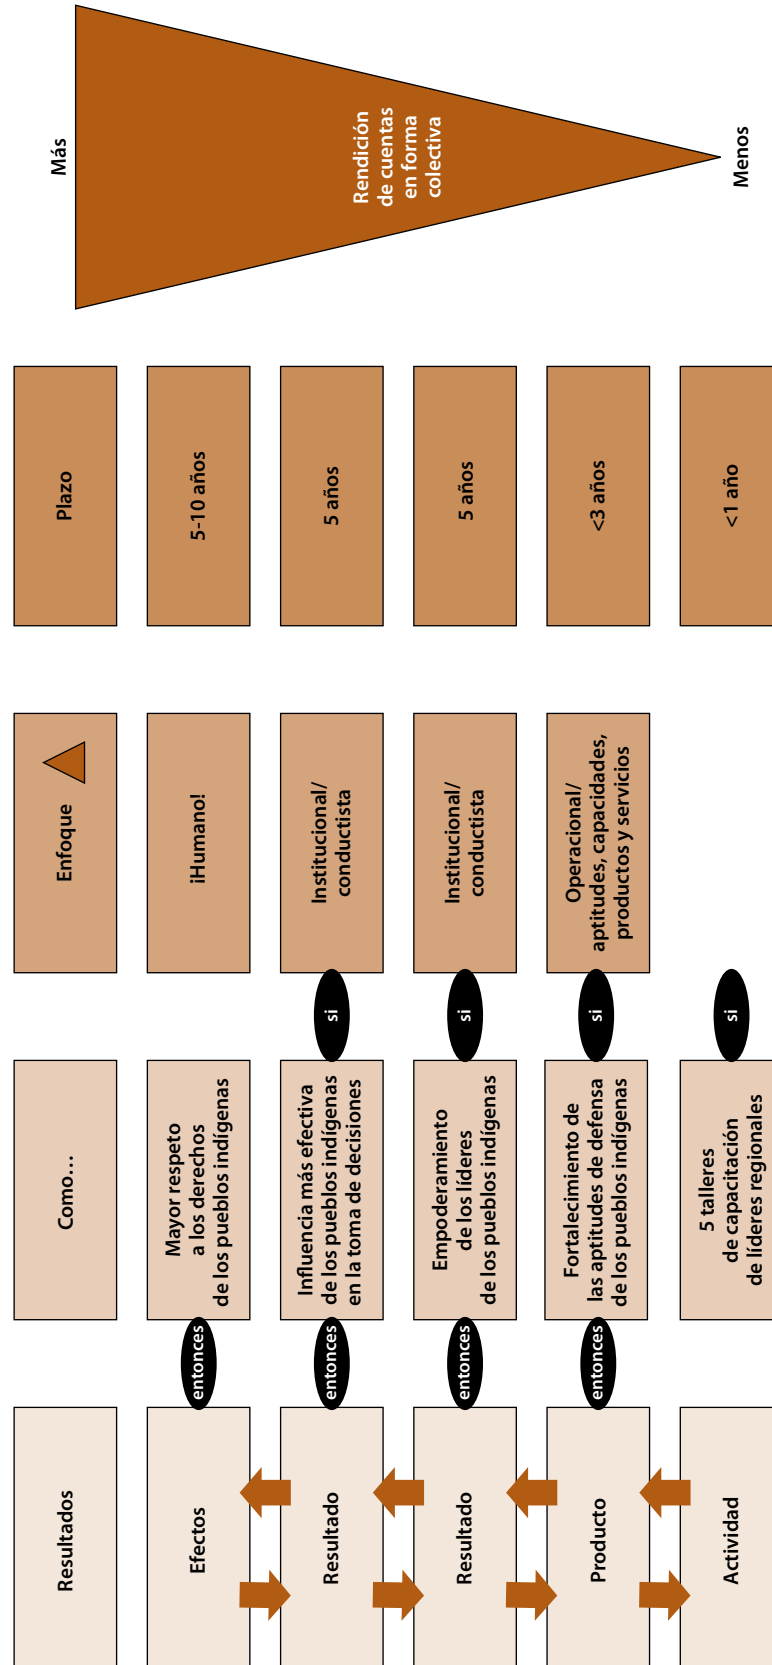 Resultados
Como...
Enfoque
Plazo
Más
Efectos
entonces
Mayor respeto
a los derechos
de los pueblos indígenas
¡Humano!
5-10 años
Resultado
entonces
Influencia más efectiva
de los pueblos indígenas
en la toma de decisiones
si
Institucional/
conductista
5 años
Resultado
entonces
Empoderamiento
de los líderes
de los pueblos indígenas
si
Institucional/
conductista
5 años
Producto
entonces
Fortalecimiento de
las aptitudes de defensa
de los pueblos indígenas
si
Operacional/
aptitudes, capacidades,
productos y servicios
<3 años
Actividad
5 talleres
de capacitación
de líderes regionales
si
<1 año
Rendición
de cuentas
en forma
colectiva
Menos